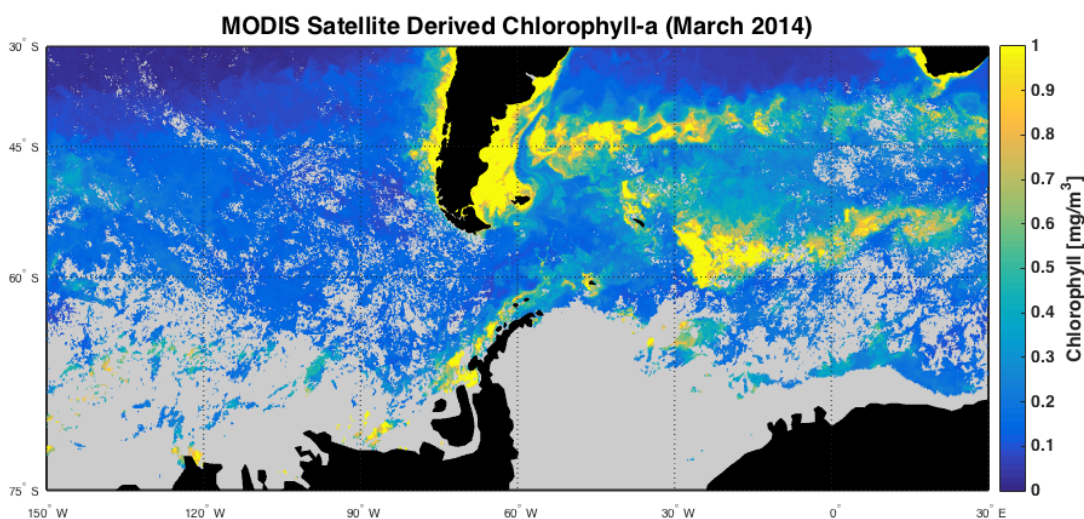 MODIS Satellite Derived Chlorophyll-a (March 2014)
30° S
45° S
60° S
75° S
150° W
120° W
90° W
60° W
30° W
0°
30° E
1
0.9
0.8
0.7
0.6
0.5
0.4
0.3
0.2
0.1
0
Chlorophyll [mg/m³]